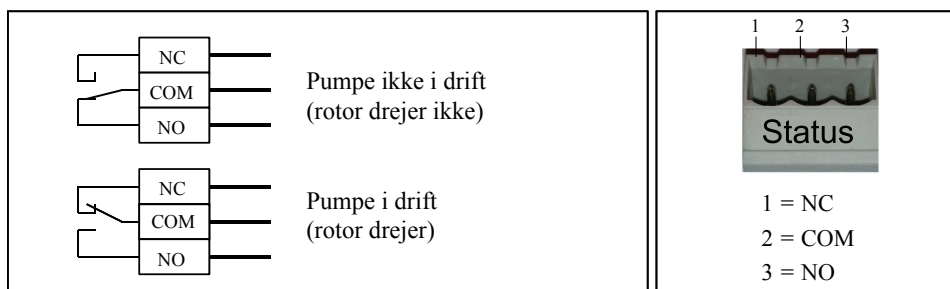 NC
COM
NO
Pumpe ikke i drift
(rotor drejer ikke)
NC
COM
NO
Pumpe i drift
(rotor drejer)
1 2 3
Status
1 = NC
2 = COM
3 = NO